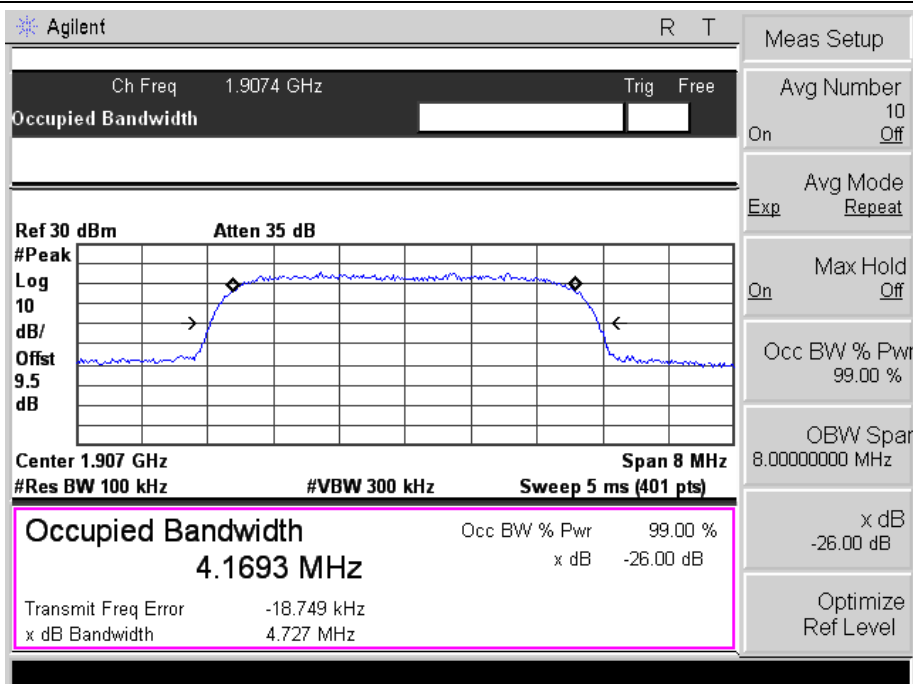 Agilent R T
Meas Setup
Ch Freq 1.9074 GHz Trig Free
Occupied Bandwidth
Avg Number
10
On Off
Avg Mode
Exp Repeat
Ref 30 dBm Atten 35 dB
#Peak
Log
10
dB/
Offst
9.5
dB
Max Hold
On Off
Occ BW % Pwr
99.00 %
Center 1.907 GHz Span 8 MHz
#Res BW 100 kHz #VBW 300 kHz Sweep 5 ms (401 pts)
OBW Span
8.00000000 MHz
Occupied Bandwidth Occ BW % Pwr 99.00 %
4.1693 MHz x dB -26.00 dB
Transmit Freq Error -18.749 kHz
x dB Bandwidth 4.727 MHz
x dB
-26.00 dB
Optimize
Ref Level